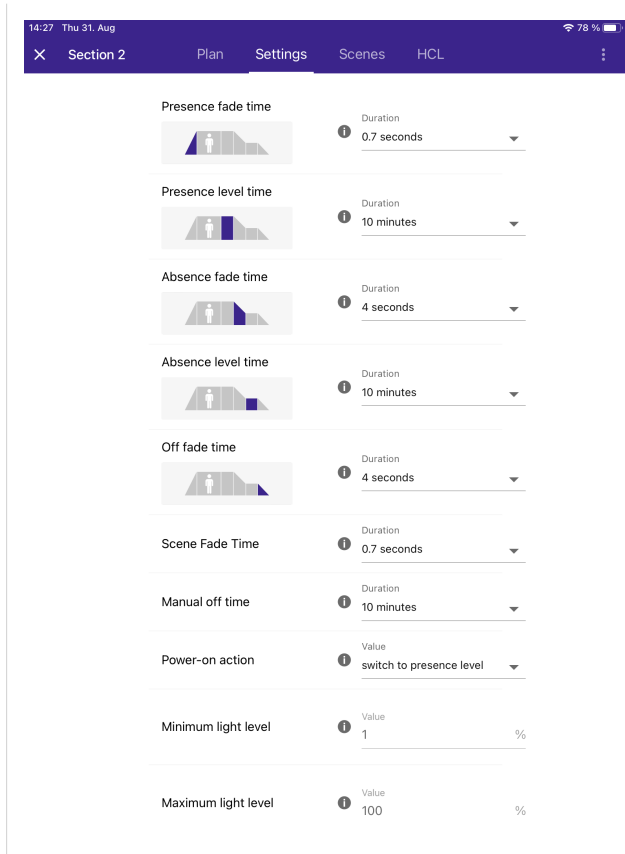 14:27 Thu 31. Aug
78 %
Section 2
Plan
Settings
Scenes
HCL
Presence fade time
Duration
0.7 seconds
Presence level time
Duration
10 minutes
Absence fade time
Duration
4 seconds
Absence level time
Duration
10 minutes
Off fade time
Duration
4 seconds
Scene Fade Time
Duration
0.7 seconds
Manual off time
Duration
10 minutes
Power-on action
Value
switch to presence level
Minimum light level
Value
1 %
Maximum light level
Value
100 %